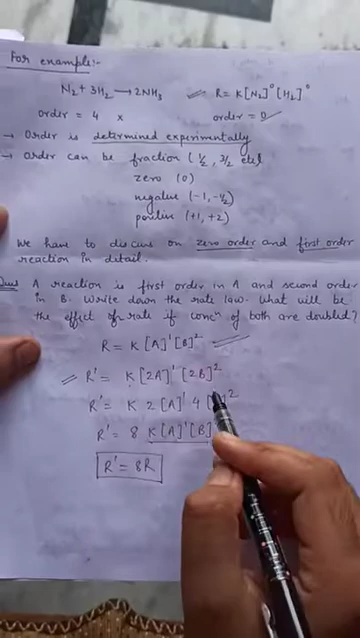 For example:-
N₂ + 3H₂ → 2NH₃ R = K[N₂]⁰[H₂]⁰
order = 4 x order = 0
→ Order is determined experimentally
→ Order can be fraction (1/2, 3/2 etc)
zero (0)
negative (-1, -1/2)
positive (+1, +2)
We have to discuss on zero order and first order
reaction in detail.
Ques A reaction is first order in A and second order
in B. Write down the rate law. What will be
the effect of rate if concⁿ of both are doubled?
R = K[A]¹[B]²
R' = K[2A]¹[2B]²
R' = K 2[A]¹ 4[ ]²
R' = 8 K[A]¹[B]
R' = 8R